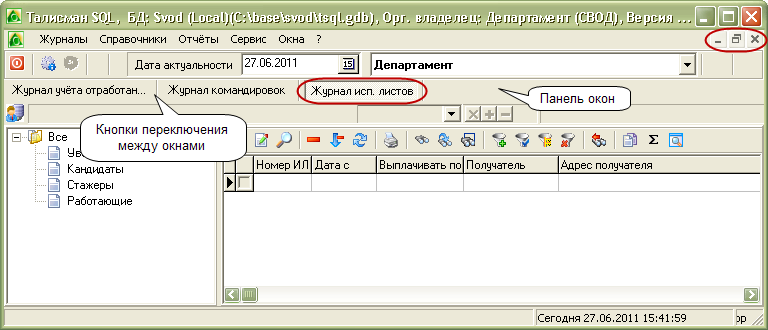 Талисман SQL, БД: Svod (Local)(C:\base\svod\tsql.gdb), Орг. владелец: Департамент (СВОД), Версия ...
Журналы Справочники Отчёты Сервис Окна ?
Дата актуальности 27.06.2011 15 Департамент
Журнал учёта отработан... Журнал командировок Журнал исп. листов
Панель окон
Кнопки переключения
между окнами
Все
Кандидаты
Стажеры
Работающие
Номер ИЛ Дата с Выплачивать по Получатель Адрес получателя
Сегодня 27.06.2011 15:41:59